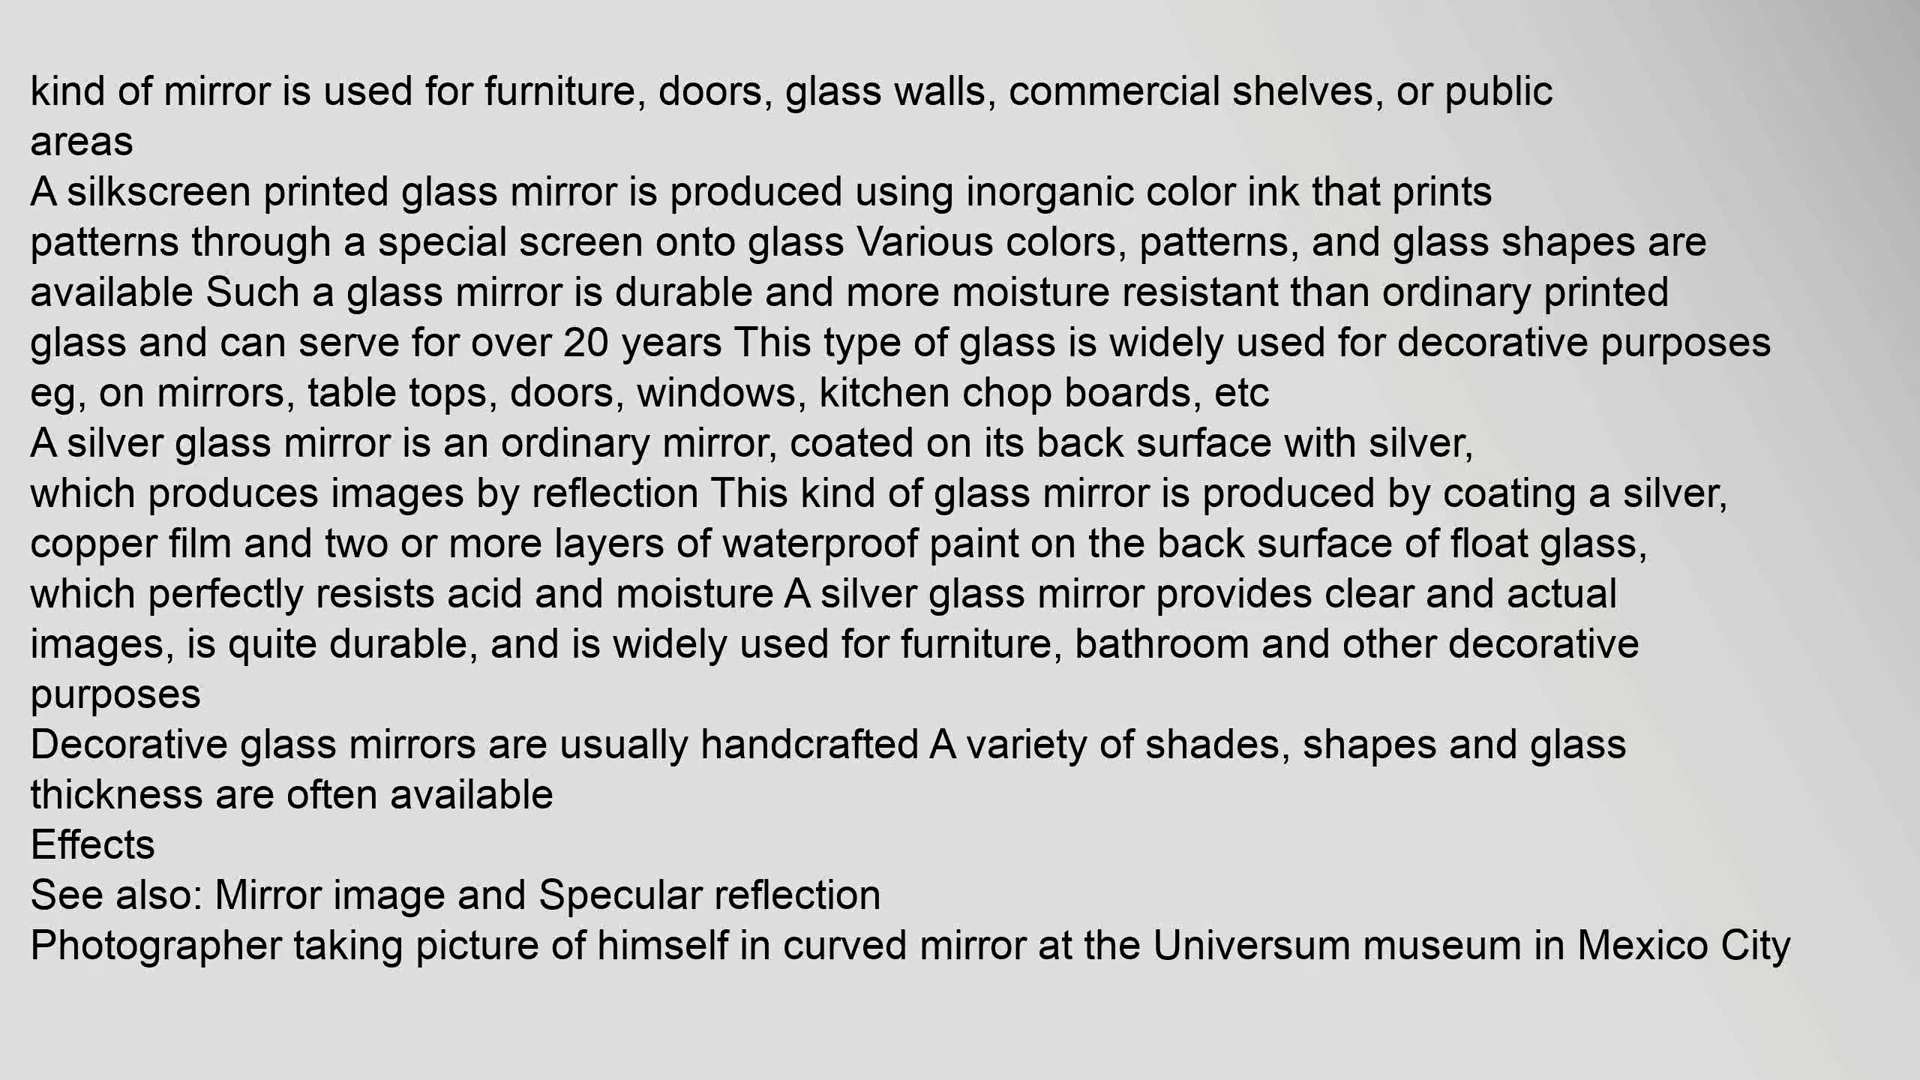 kind of mirror is used for furniture, doors, glass walls, commercial shelves, or public
areas
A silkscreen printed glass mirror is produced using inorganic color ink that prints
patterns through a special screen onto glass Various colors, patterns, and glass shapes are
available Such a glass mirror is durable and more moisture resistant than ordinary printed
glass and can serve for over 20 years This type of glass is widely used for decorative purposes
eg, on mirrors, table tops, doors, windows, kitchen chop boards, etc
A silver glass mirror is an ordinary mirror, coated on its back surface with silver,
which produces images by reflection This kind of glass mirror is produced by coating a silver,
copper film and two or more layers of waterproof paint on the back surface of float glass,
which perfectly resists acid and moisture A silver glass mirror provides clear and actual
images, is quite durable, and is widely used for furniture, bathroom and other decorative
purposes
Decorative glass mirrors are usually handcrafted A variety of shades, shapes and glass
thickness are often available
Effects
See also: Mirror image and Specular reflection
Photographer taking picture of himself in curved mirror at the Universum museum in Mexico City